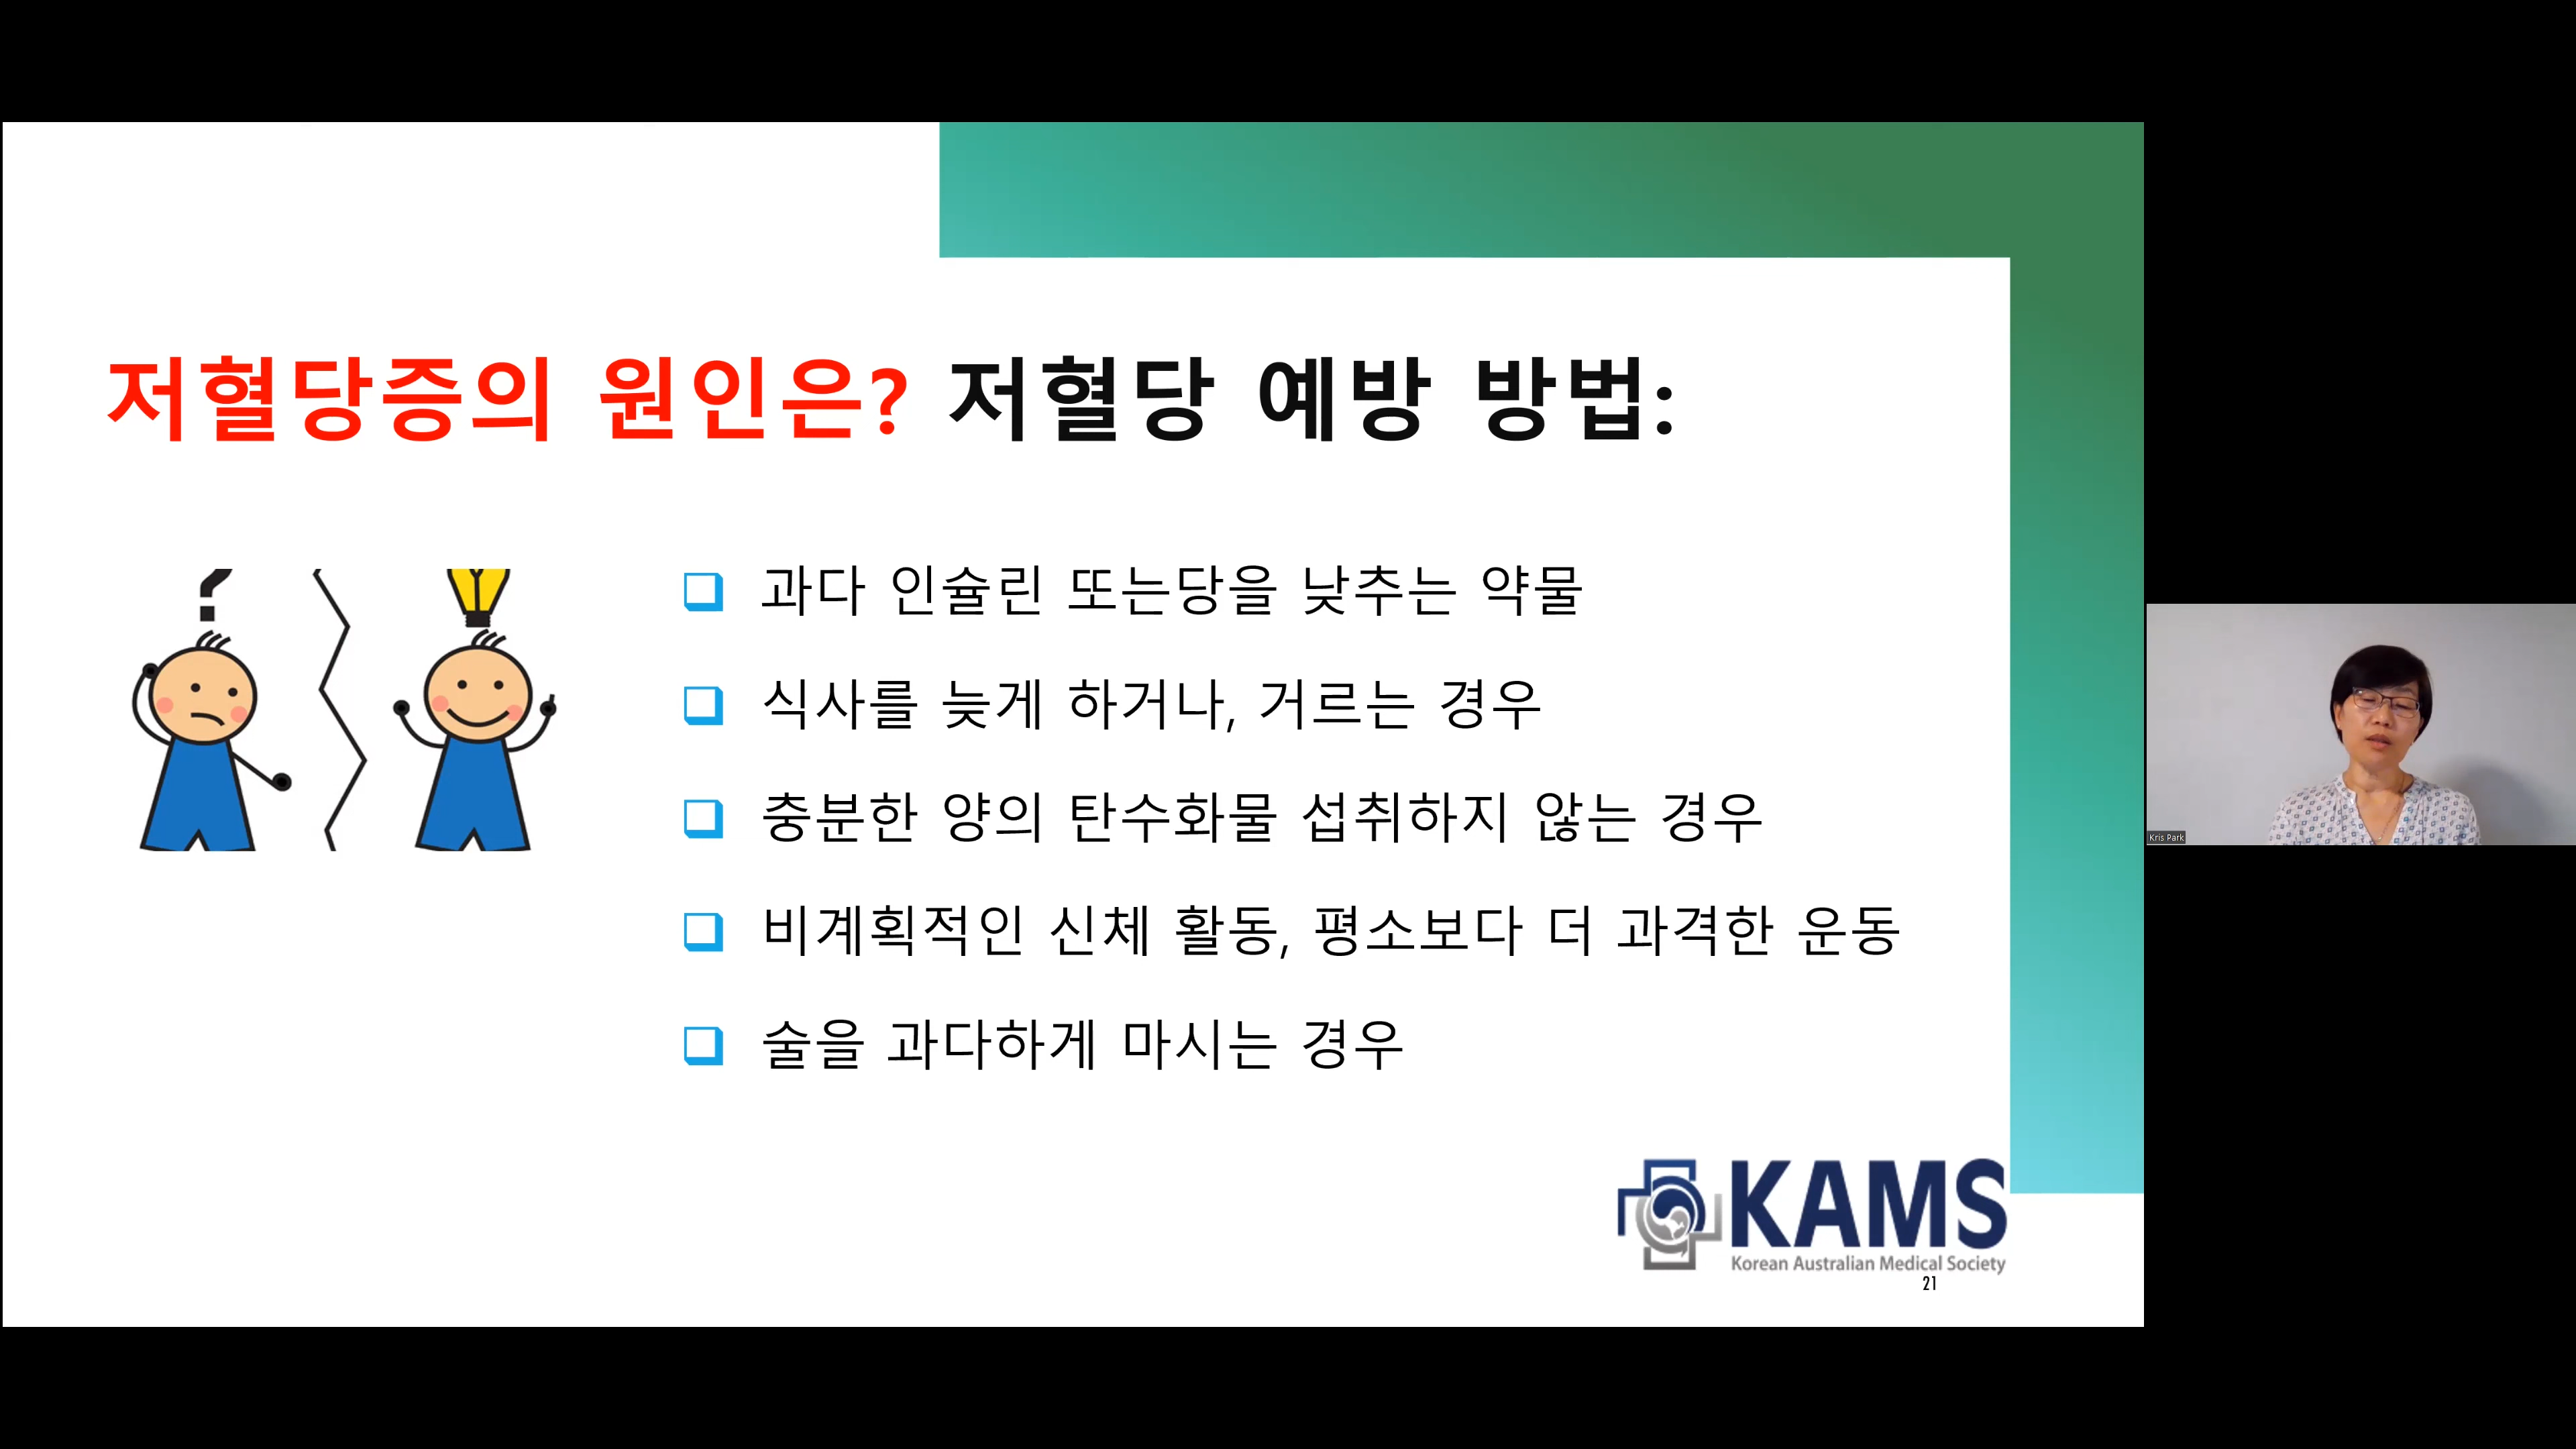 저혈당증의 원인은? 저혈당 예방 방법:
?
과다 인슐린 또는당을 낮추는 약물
식사를 늦게 하거나, 거르는 경우
충분한 양의 탄수화물 섭취하지 않는 경우
비계획적인 신체 활동, 평소보다 더 과격한 운동
술을 과다하게 마시는 경우
KAMS
Korean Australian Medical Society
21
Kris Park